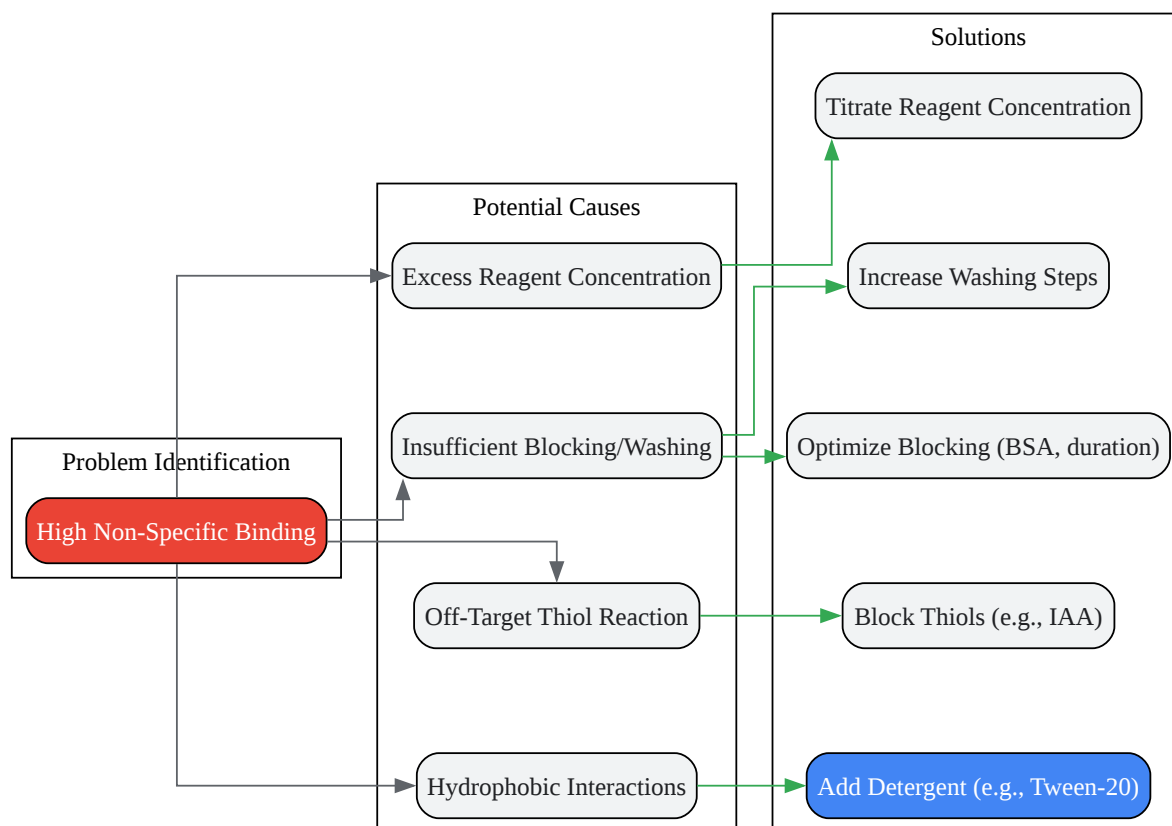 Problem Identification
High Non-Specific Binding
Potential Causes
Excess Reagent Concentration
Insufficient Blocking/Washing
Off-Target Thiol Reaction
Hydrophobic Interactions
Solutions
Titrate Reagent Concentration
Increase Washing Steps
Optimize Blocking (BSA, duration)
Block Thiols (e.g., IAA)
Add Detergent (e.g., Tween-20)